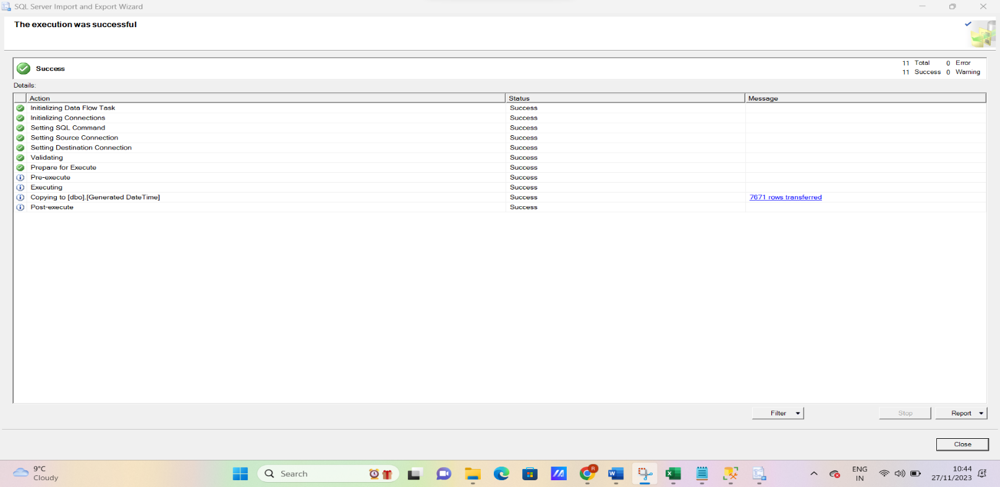 SQL Server Import and Export Wizard
The execution was successful
Success
11 Total 0 Error
11 Success 0 Warning
Details:
Action Status Message
Initializing Data Flow Task Success
Initializing Connections Success
Setting SQL Command Success
Setting Source Connection Success
Setting Destination Connection Success
Validating Success
Prepare for Execute Success
Pre-execute Success
Executing Success
Copying to [dbo].[Generated DateTime] Success 7671 rows transferred
Post-execute Success
Filter Stop Report
Close
9°C
Cloudy
Search
R
W
X
ENG
IN
10:44
27/11/2023